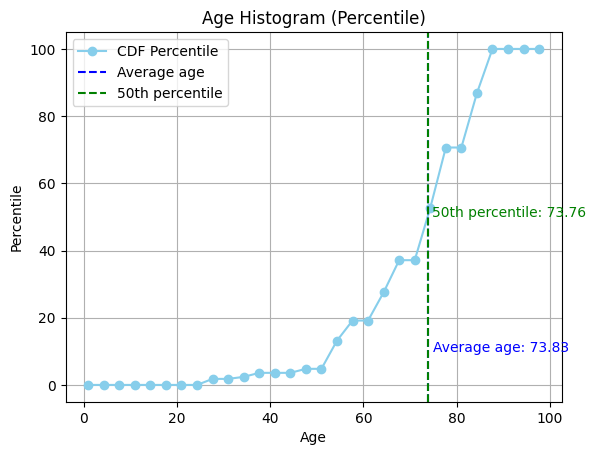 Age Histogram (Percentile)
CDF Percentile
Average age
50th percentile
100
80
60
40
20
0
Percentile
50th percentile: 73.76
Average age: 73.83
0 20 40 60 80 100
Age